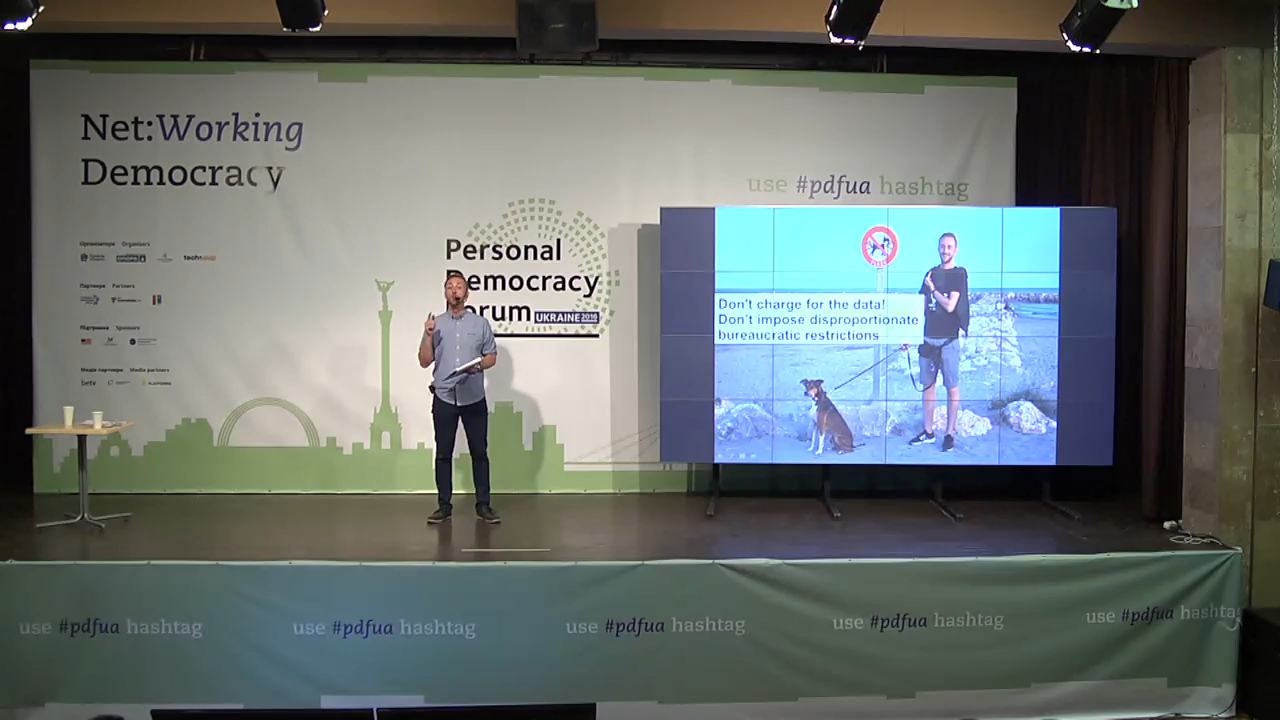 Net:Working
Democracy
use #pdfua hashtag
Організатори Organisers
techsoup
Партнери Partners
Підтримка Sponsors
Медіа партнери Media partners
Personal
Democracy
Forum UKRAINE 2016
Don't charge for the data!
Don't impose disproportionate
bureaucratic restrictions
use #pdfua hashtag
use #pdfua hashtag
use #pdfua hashtag
use #pdfua hashtag
use #pdfua hashtag